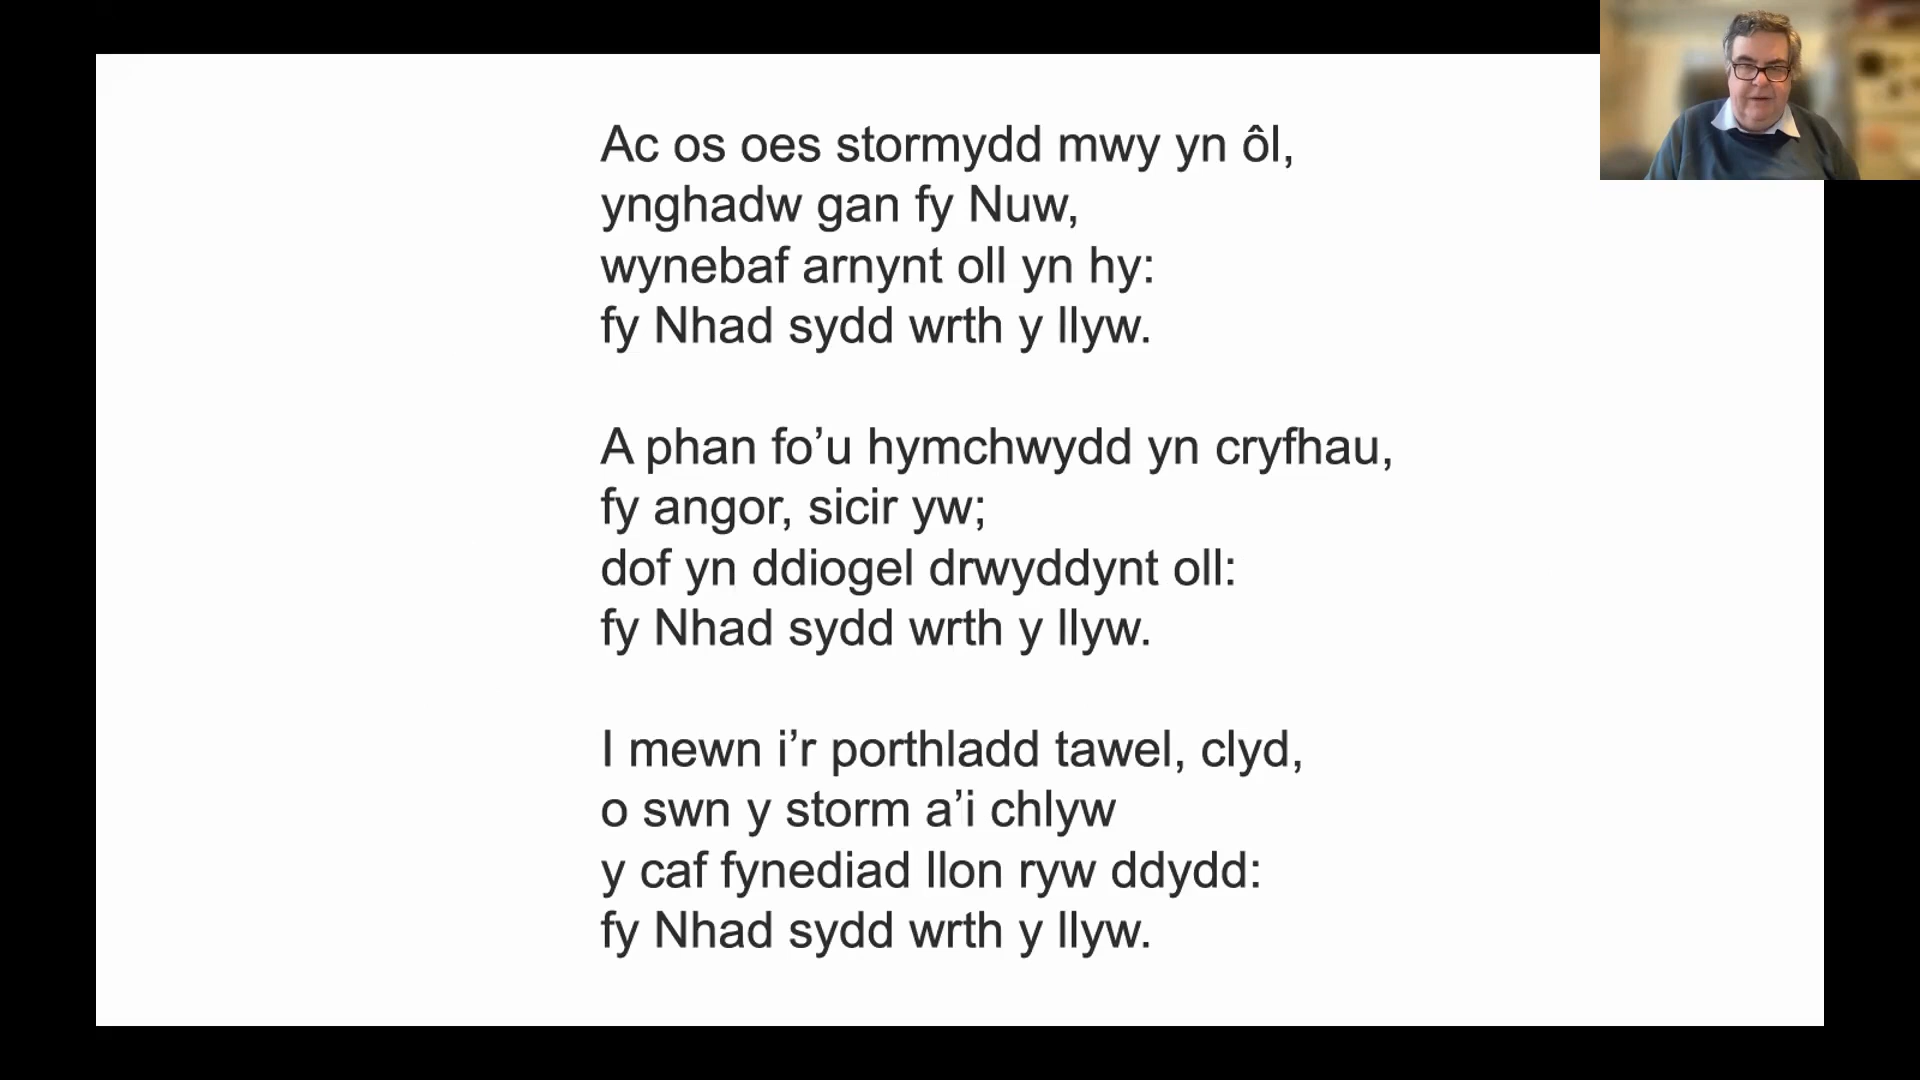 Ac os oes stormydd mwy yn ôl,
ynghadw gan fy Nuw,
wynebaf arnynt oll yn hy:
fy Nhad sydd wrth y llyw.
A phan fo’u hymchwydd yn cryfhau,
fy angor, sicir yw;
dof yn ddiogel drwyddynt oll:
fy Nhad sydd wrth y llyw.
I mewn i’r porthladd tawel, clyd,
o swn y storm a’i chlyw
y caf fynediad llon ryw ddydd:
fy Nhad sydd wrth y llyw.